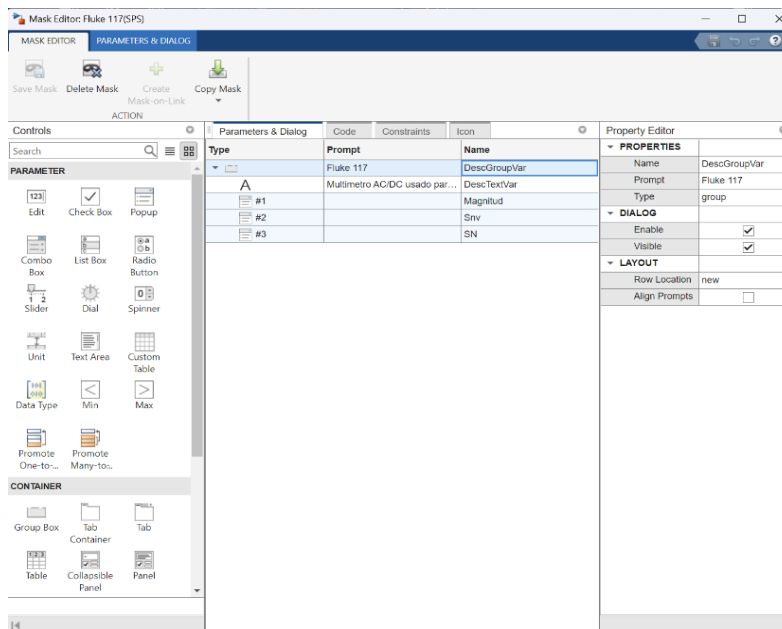 Mask Editor: Fluke 117(SPS)
MASK EDITOR PARAMETERS & DIALOG
Save Mask Delete Mask Create Mask-on-Link Copy Mask
ACTION
Controls
Search
PARAMETER
123
Edit Check Box Popup
Combo Box List Box Radio Button
1 2
Slider Dial Spinner
Unit Text Area Custom Table
Data Type Min Max
Promote One-to-... Promote Many-to-...
CONTAINER
Group Box Tab Container Tab
Table Collapsible Panel Panel
Parameters & Dialog Code Constraints Icon
Type Prompt Name
Fluke 117 DescGroupVar
A Multimetro AC/DC usado par... DescTextVar
#1 Magnitud
#2 Snv
#3 SN
Property Editor
PROPERTIES
Name DescGroupVar
Prompt Fluke 117
Type group
DIALOG
Enable
Visible
LAYOUT
Row Location new
Align Prompts